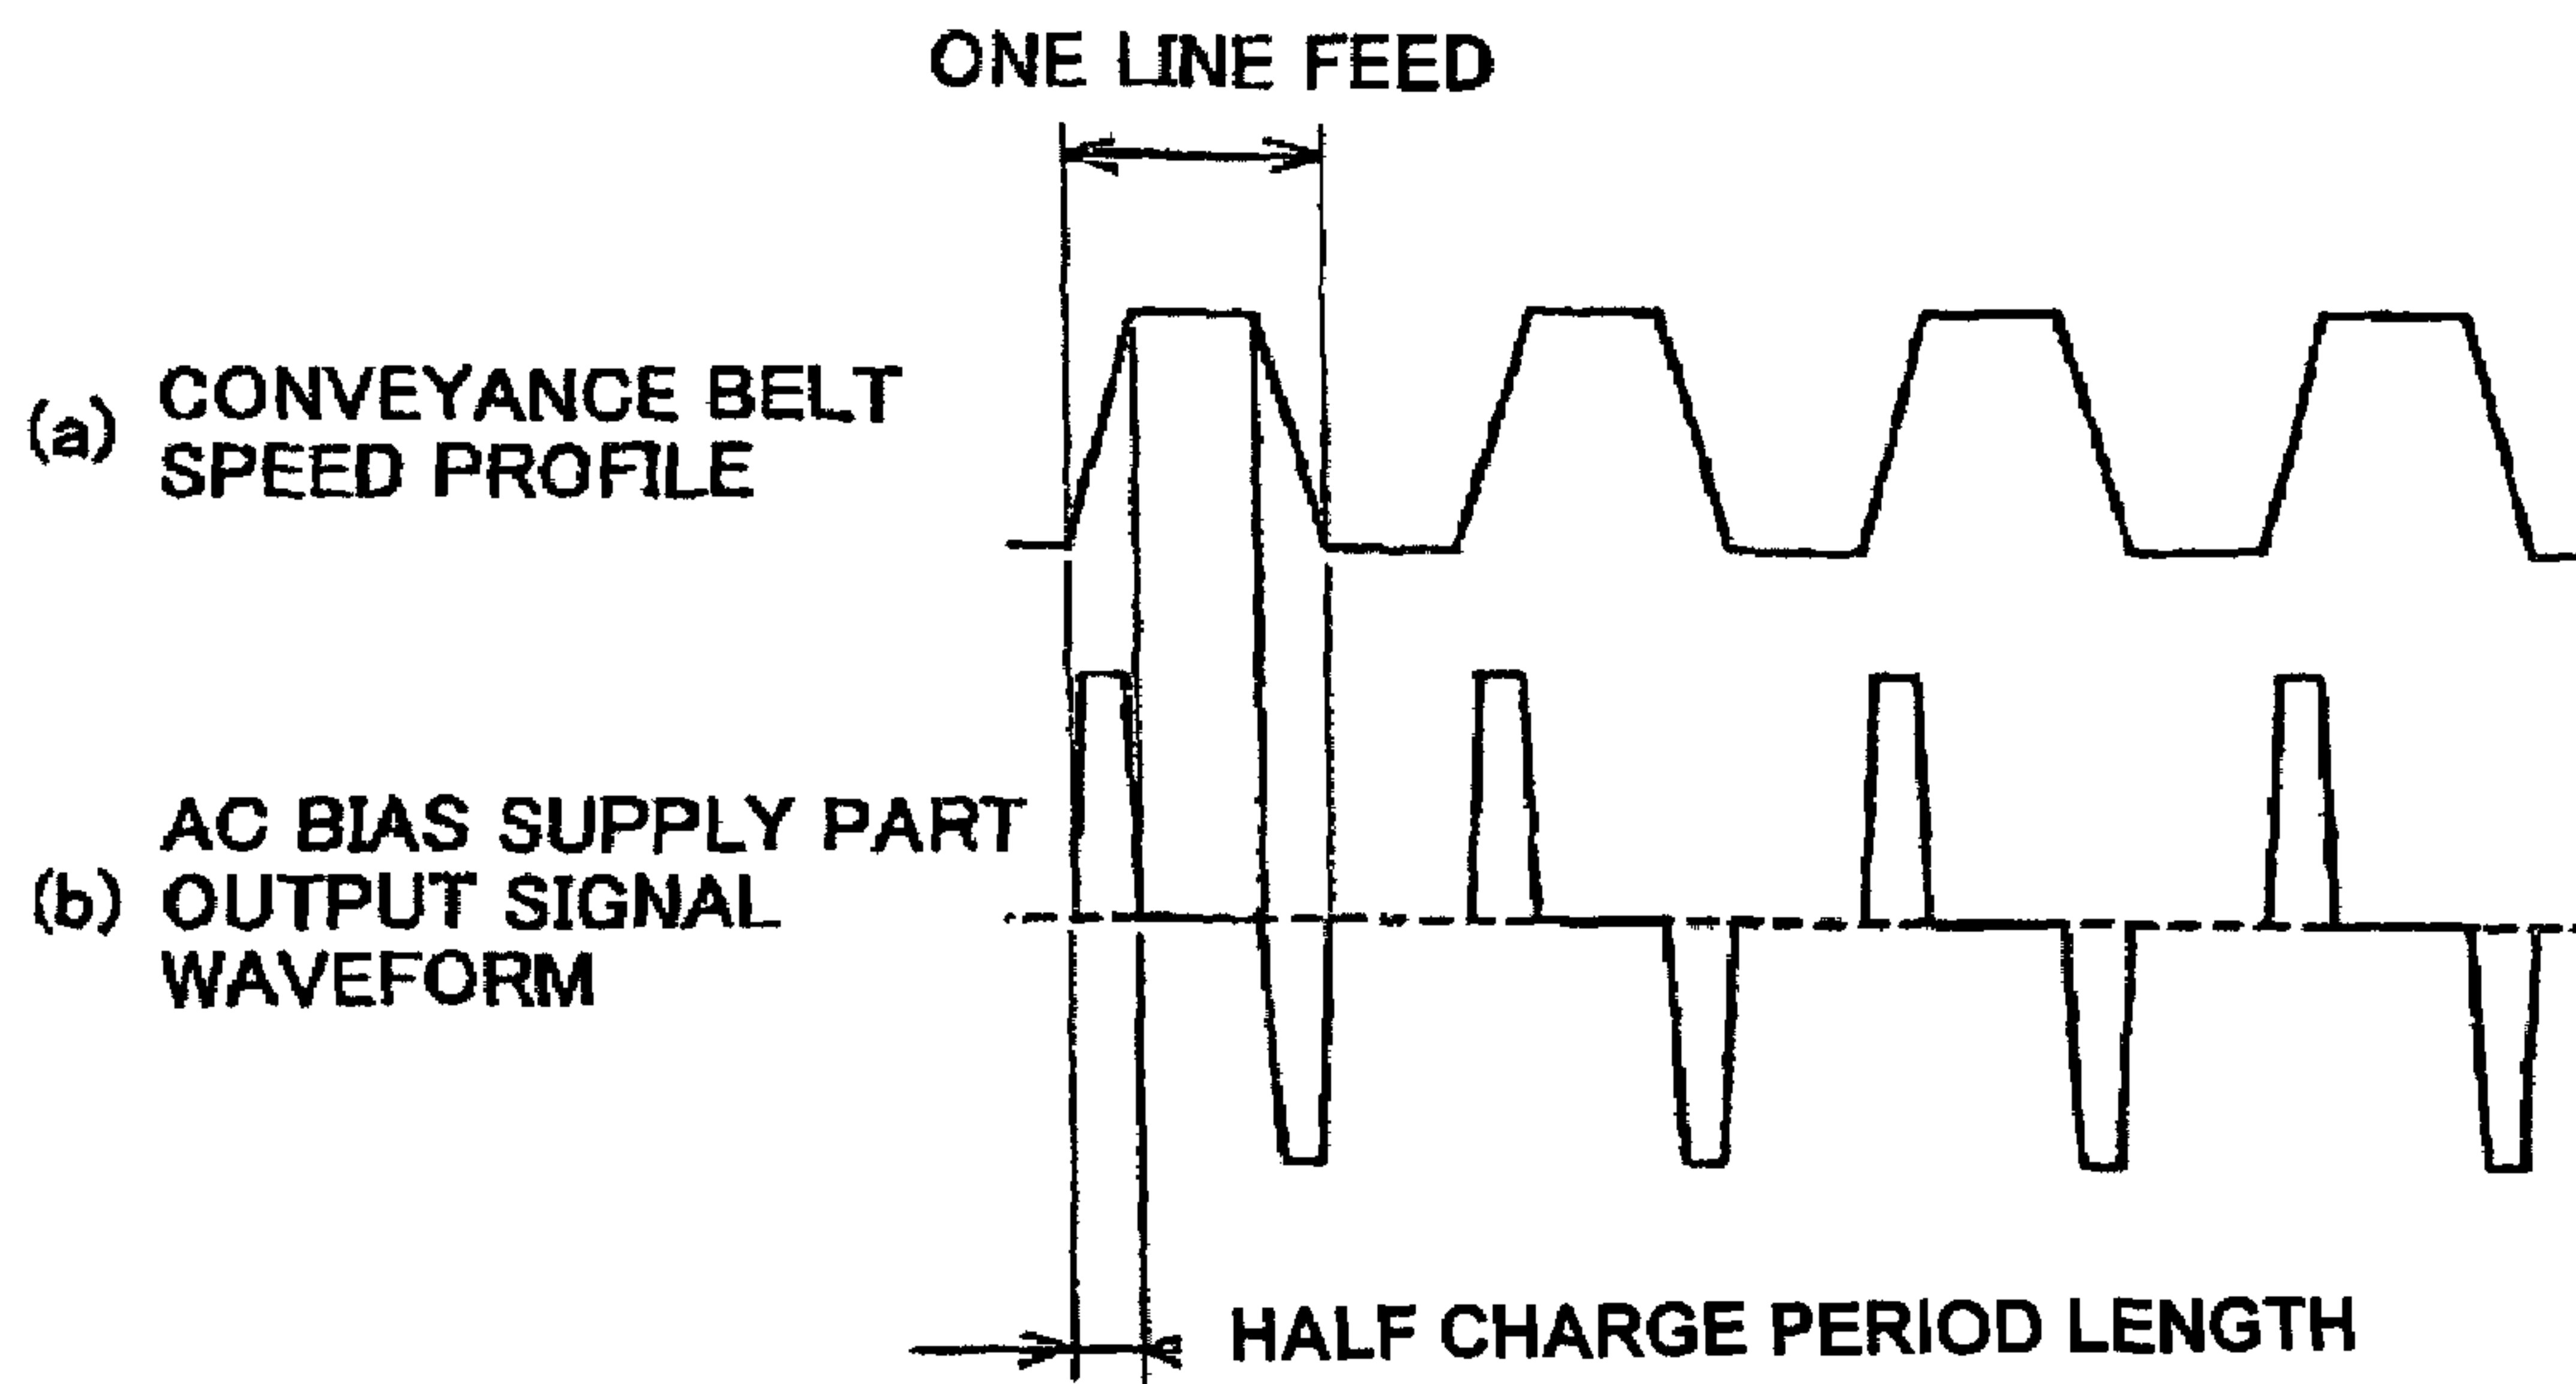 ONE LINE FEED
(a) CONVEYANCE BELT
SPEED PROFILE
AC BIAS SUPPLY PART
(b) OUTPUT SIGNAL
WAVEFORM
HALF CHARGE PERIOD LENGTH